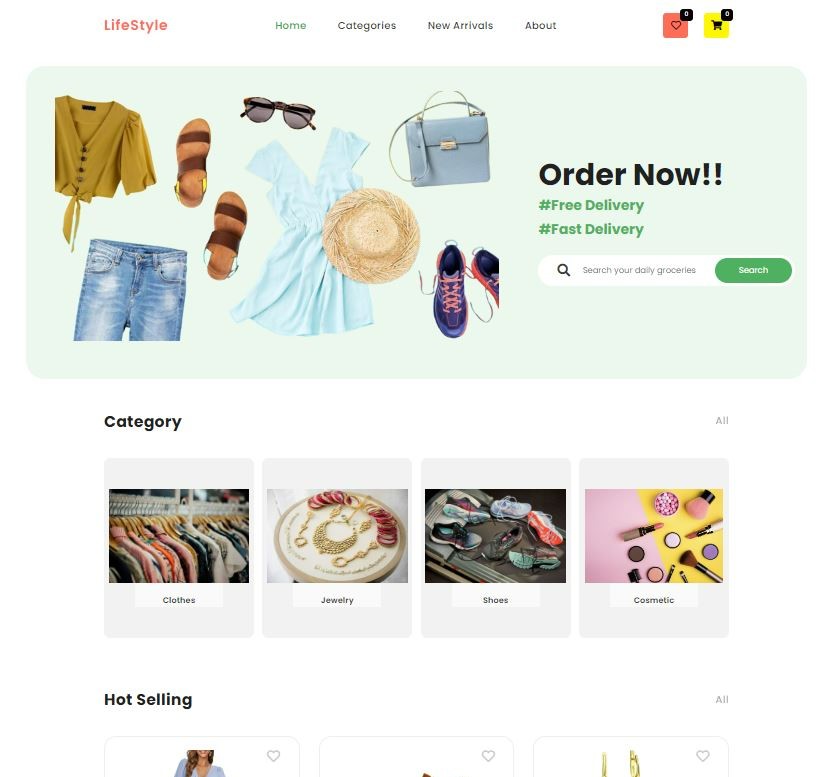 LifeStyle
Home
Categories
New Arrivals
About
0
0
Order Now!!
#Free Delivery
#Fast Delivery
Search your daily groceries
Search
Category
All
Clothes
Jewelry
Shoes
Cosmetic
Hot Selling
All